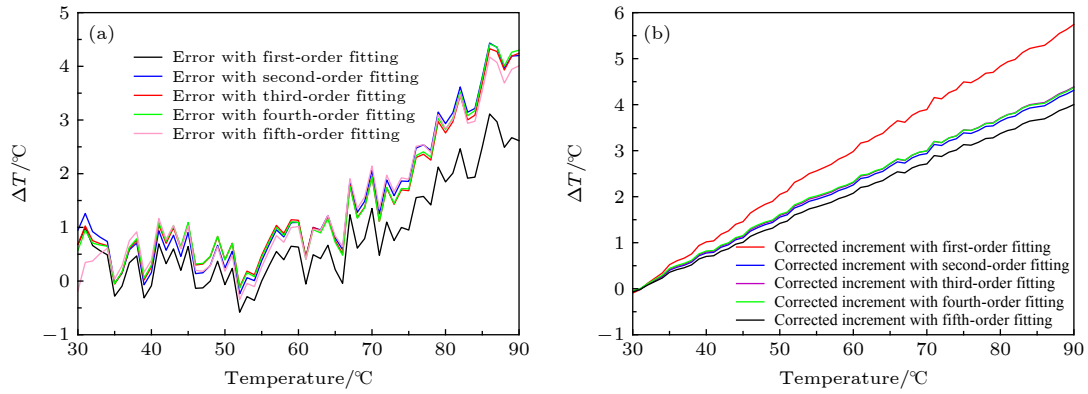 (a)
Error with first-order fitting
Error with second-order fitting
Error with third-order fitting
Error with fourth-order fitting
Error with fifth-order fitting
5
4
3
2
1
0
−1
ΔT/℃
30 40 50 60 70 80 90
Temperature/℃
(b)
6
5
4
3
2
1
0
−1
ΔT/℃
Corrected increment with first-order fitting
Corrected increment with second-order fitting
Corrected increment with third-order fitting
Corrected increment with fourth-order fitting
Corrected increment with fifth-order fitting
30 40 50 60 70 80 90
Temperature/℃